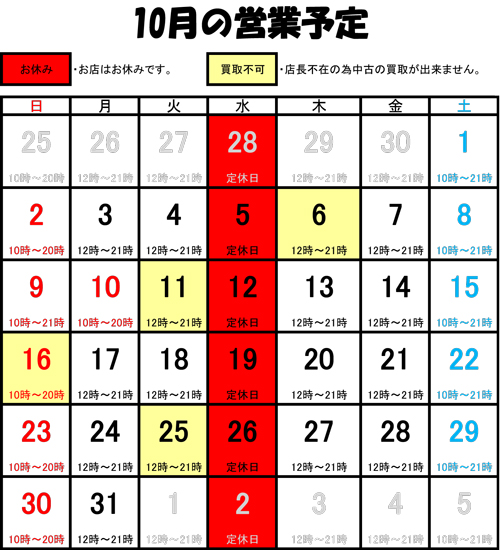 10月の営業予定
お休み ・お店はお休みです。 買取不可 ・店長不在の為中古の買取が出来ません。
日 月 火 水 木 金 土
25 26 27 28 29 30 1
10時～20時 12時～21時 12時～21時 定休日 12時～21時 12時～21時 10時～21時
2 3 4 5 6 7 8
10時～20時 12時～21時 12時～21時 定休日 12時～21時 12時～21時 10時～21時
9 10 11 12 13 14 15
10時～21時 10時～20時 12時～21時 定休日 12時～21時 12時～21時 10時～21時
16 17 18 19 20 21 22
10時～20時 12時～21時 12時～21時 定休日 12時～21時 12時～21時 10時～21時
23 24 25 26 27 28 29
10時～20時 12時～21時 12時～21時 定休日 12時～21時 12時～21時 10時～21時
30 31 1 2 3 4 5
10時～20時 12時～21時 12時～21時 定休日 12時～21時 12時～21時 10時～21時